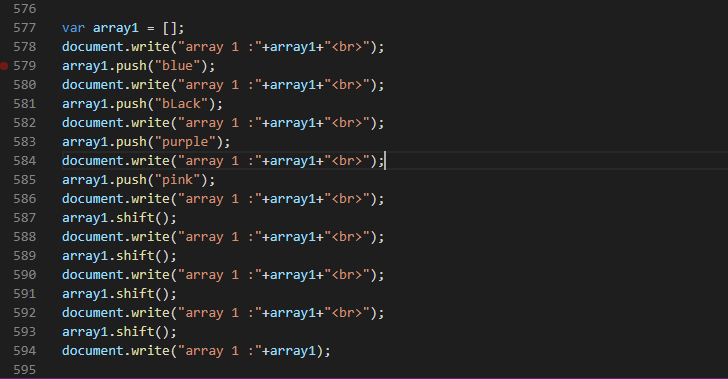 576
577 var array1 = [];
578 document.write("array 1 :"+array1+"<br>");
579 array1.push("blue");
580 document.write("array 1 :"+array1+"<br>");
581 array1.push("bLack");
582 document.write("array 1 :"+array1+"<br>");
583 array1.push("purple");
584 document.write("array 1 :"+array1+"<br>");
585 array1.push("pink");
586 document.write("array 1 :"+array1+"<br>");
587 array1.shift();
588 document.write("array 1 :"+array1+"<br>");
589 array1.shift();
590 document.write("array 1 :"+array1+"<br>");
591 array1.shift();
592 document.write("array 1 :"+array1+"<br>");
593 array1.shift();
594 document.write("array 1 :"+array1);
595